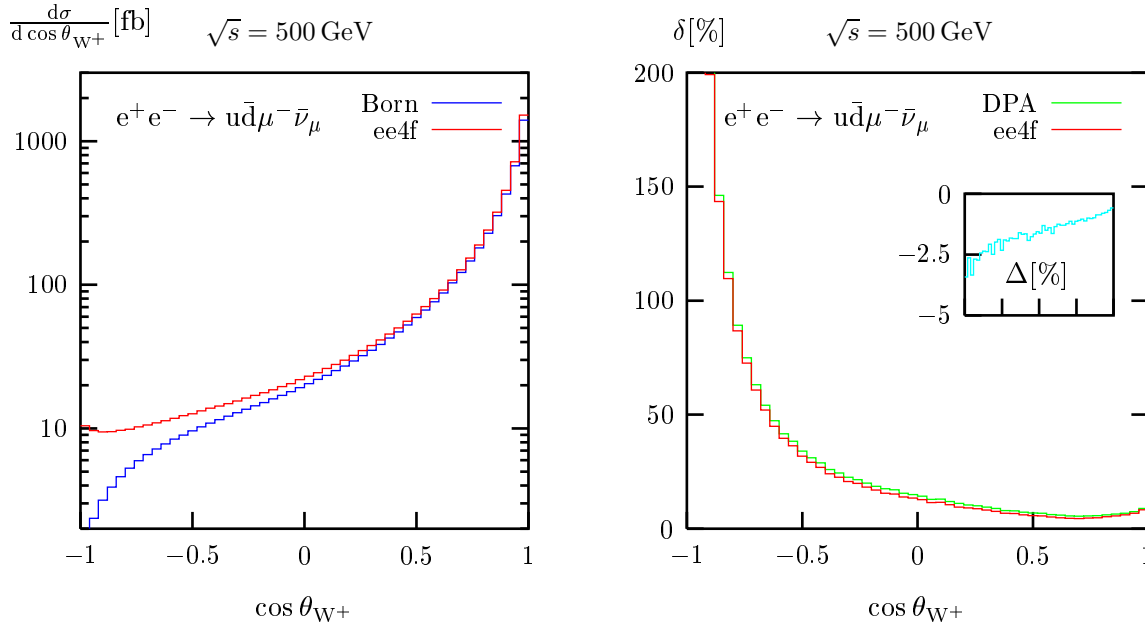 dσ
d cos θ_W+ [fb]
√s = 500 GeV
e⁺ e⁻ → ud̄μ⁻ν̄_μ
Born
ee4f
1000
100
10
−1
−0.5
0
0.5
1
cos θ_W+
δ[%]
√s = 500 GeV
e⁺ e⁻ → ud̄μ⁻ν̄_μ
DPA
ee4f
200
150
100
50
0
0
−2.5
−5
Δ[%]
−1
−0.5
0
0.5
1
cos θ_W+